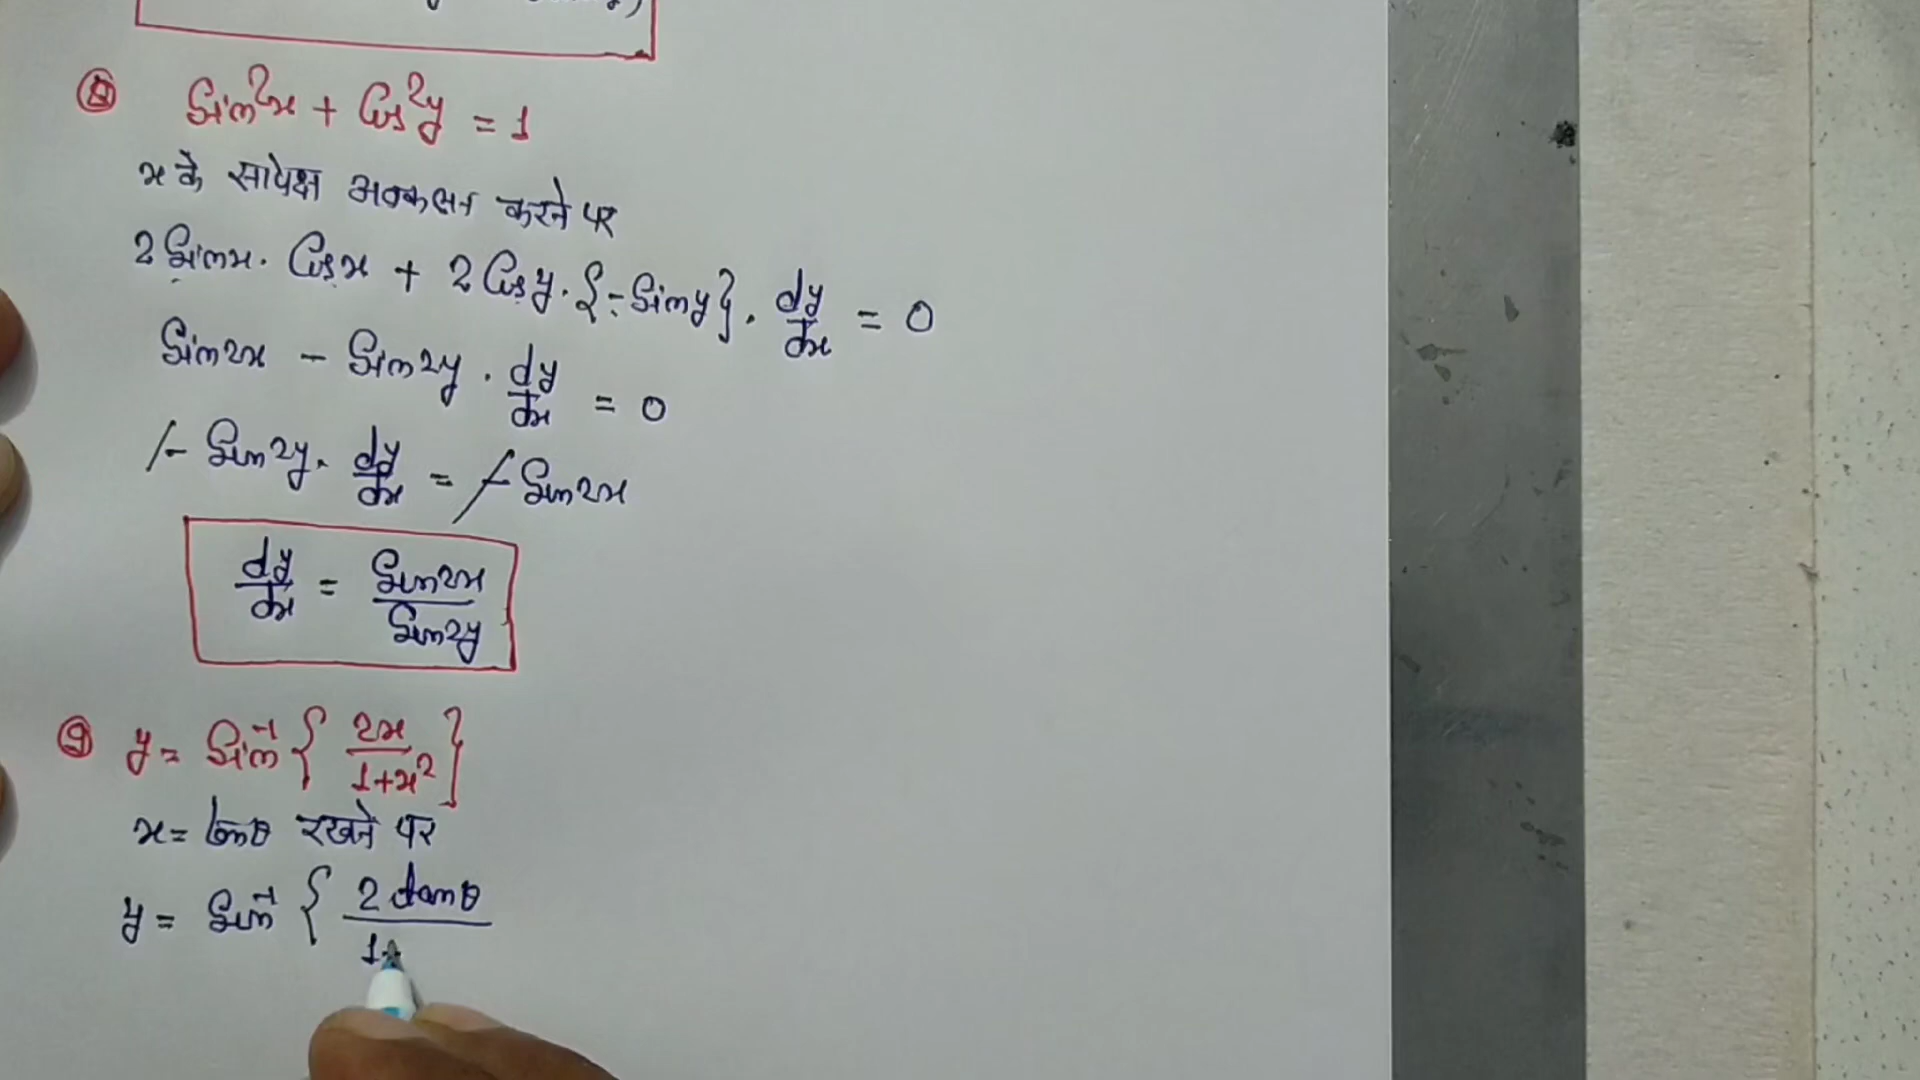 ⑧ Sin²x + Cos²y = 1
x के सापेक्ष अवकलन करने पर
2 Sinx . Cosx + 2 Cosy . {- Siny} . dy/dx = 0
Sin2x - Sin2y . dy/dx = 0
- Sin2y . dy/dx = - Sin2x
dy/dx = Sin2x/Sin2y
⑨ y = Sin⁻¹ { 2x/1+x² }
x = tanθ रखने पर
y = Sin⁻¹ { 2 tanθ/1+